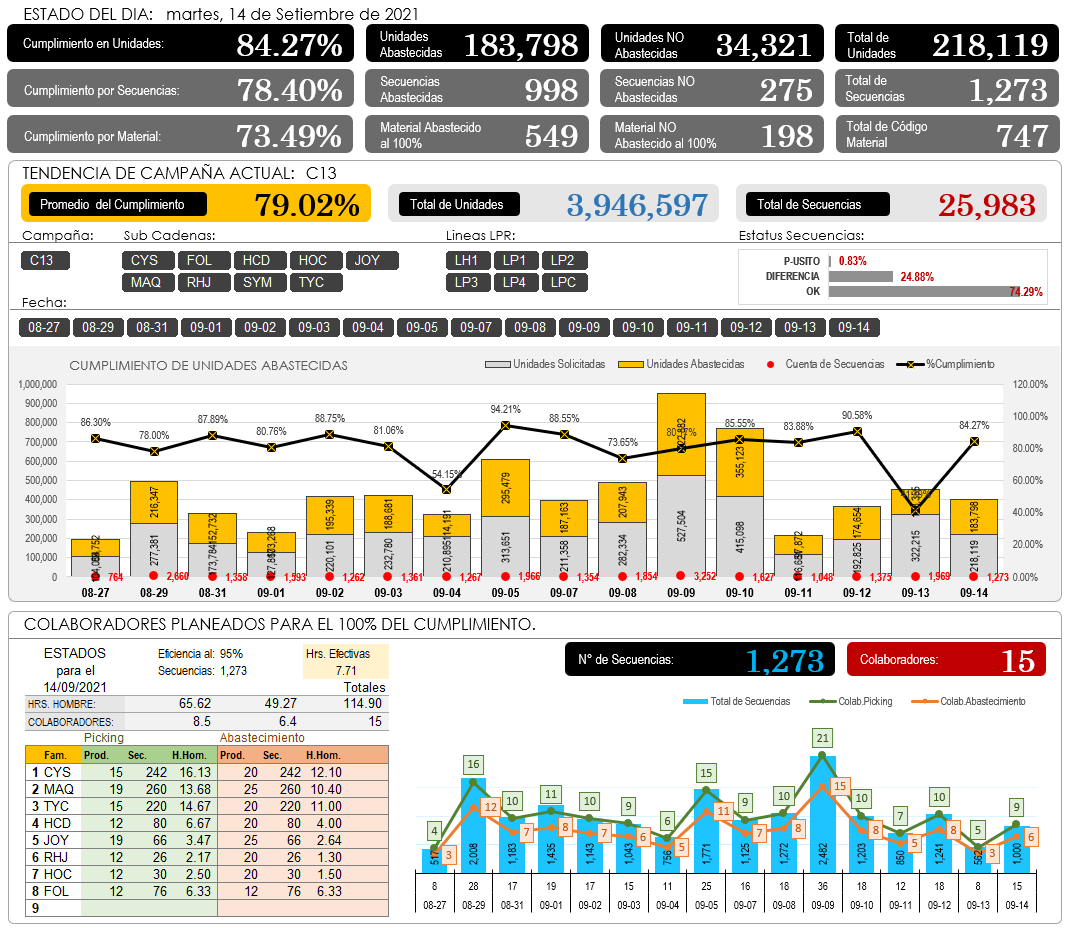 ESTADO DEL DIA: martes, 14 de Setiembre de 2021
Cumplimiento en Unidades: 84.27%
Unidades Abastecidas 183,798
Unidades NO Abastecidas 34,321
Total de Unidades 218,119
Cumplimiento por Secuencias: 78.40%
Secuencias Abastecidas 998
Secuencias NO Abastecidas 275
Total de Secuencias 1,273
Cumplimiento por Material: 73.49%
Material Abastecido al 100% 549
Material NO Abastecido al 100% 198
Total de Código Material 747
TENDENCIA DE CAMPAÑA ACTUAL: C13
Promedio del Cumplimiento 79.02%
Total de Unidades 3,946,597
Total de Secuencias 25,983
Campaña: Sub Cadenas: Lineas LPR: Estatus Secuencias:
C13 CYS FOL HCD HOC JOY LH1 LP1 LP2
MAQ RHJ SYM TYC LP3 LP4 LPC
P-USITO 0.83%
DIFERENCIA 24.88%
OK 74.29%
Fecha:
08-27 08-29 08-31 09-01 09-02 09-03 09-04 09-05 09-07 09-08 09-09 09-10 09-11 09-12 09-13 09-14
CUMPLIMIENTO DE UNIDADES ABASTECIDAS
Unidades Solicitadas Unidades Abastecidas Cuenta de Secuencias %Cumplimiento
1,000,000
900,000
800,000
700,000
600,000
500,000
400,000
300,000
200,000
100,000
0
120.00%
100.00%
80.00%
60.00%
40.00%
20.00%
0.00%
86.30% 78.00% 87.89% 80.76% 88.75% 81.06% 54.15% 94.21% 88.55% 73.65% 85.55% 83.88% 90.58% 84.27%
216,347 152,732 195,339 188,681 114,191 295,479 187,163 207,943 355,123 97,872 174,654 183,798
277,381 220,101 232,780 210,895 313,651 211,358 282,334 527,504 415,098 192,825 322,215 218,119
764 2,660 1,358 1,593 1,262 1,361 1,267 1,966 1,354 1,854 3,252 1,627 1,048 1,375 1,969 1,273
08-27 08-29 08-31 09-01 09-02 09-03 09-04 09-05 09-07 09-08 09-09 09-10 09-11 09-12 09-13 09-14
COLABORADORES PLANEADOS PARA EL 100% DEL CUMPLIMIENTO.
ESTADOS para el 14/09/2021
Eficiencia al: 95%
Secuencias: 1,273
Hrs. Efectivas
7.71
Totales
HRS. HOMBRE: 65.62 49.27 114.90
COLABORADORES: 8.5 6.4 15
Picking Abastecimiento
Fam. Prod. Sec. H.Hom. Prod. Sec. H.Hom.
1 CYS 15 242 16.13 20 242 12.10
2 MAQ 19 260 13.68 25 260 10.40
3 TYC 15 220 14.67 20 220 11.00
4 HCD 12 80 6.67 20 80 4.00
5 JOY 19 66 3.47 25 66 2.64
6 RHJ 12 26 2.17 20 26 1.30
7 HOC 12 30 2.50 20 30 1.50
8 FOL 12 76 6.33 12 76 6.33
9
N° de Secuencias: 1,273
Colaboradores: 15
Total de Secuencias Colab.Picking Colab.Abastecimiento
4 16 10 11 10 9 6 15 9 10 21 10 7 10 5 9
3 12 7 8 7 6 5 11 7 8 15 8 5 8 3 6
517 2,008 1,183 1,435 1,143 1,043 756 1,771 1,125 1,272 2,482 1,203 850 1,241 562 1,000
8 28 17 19 17 15 11 25 16 18 36 18 12 18 8 15
08-27 08-29 08-31 09-01 09-02 09-03 09-04 09-05 09-07 09-08 09-09 09-10 09-11 09-12 09-13 09-14